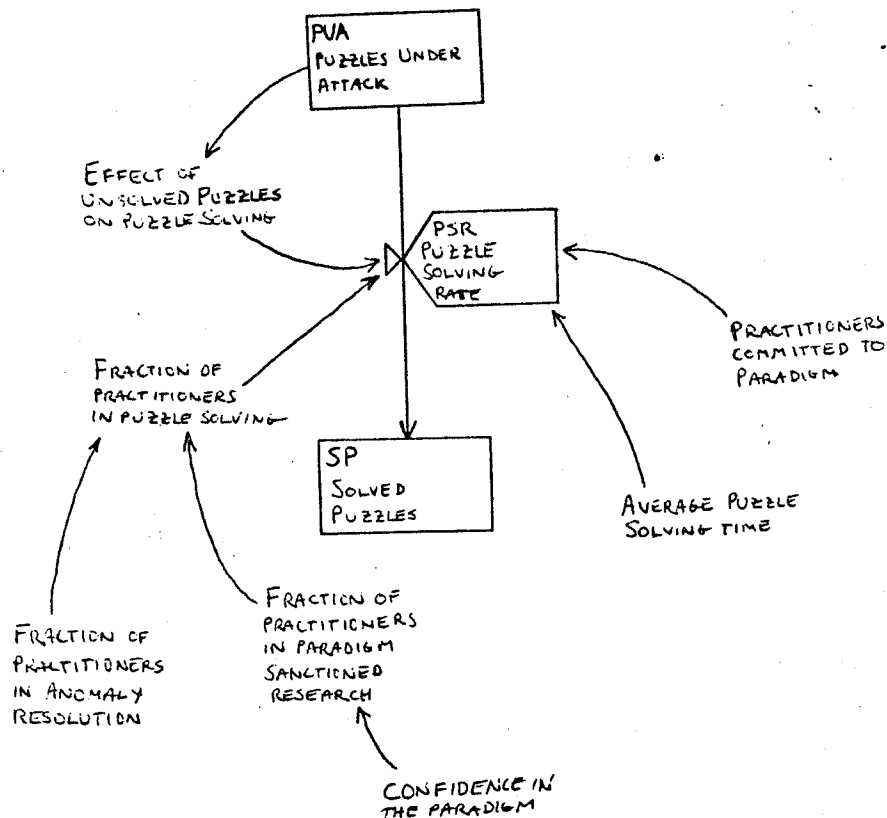 PUA
PUZZLES UNDER
ATTACK
EFFECT OF
UNSOLVED PUZZLES
ON PUZZLE SOLVING
PSR
PUZZLE
SOLVING
RATE
PRACTITIONERS
COMMITTED TO
PARADIGM
FRACTION OF
PRACTITIONERS
IN PUZZLE SOLVING
SP
SOLVED
PUZZLES
AVERAGE PUZZLE
SOLVING TIME
FRACTION OF
PRACTITIONERS
IN ANOMALY
RESOLUTION
FRACTION OF
PRACTITIONERS
IN PARADIGM
SANCTIONED
RESEARCH
CONFIDENCE IN
THE PARADIGM